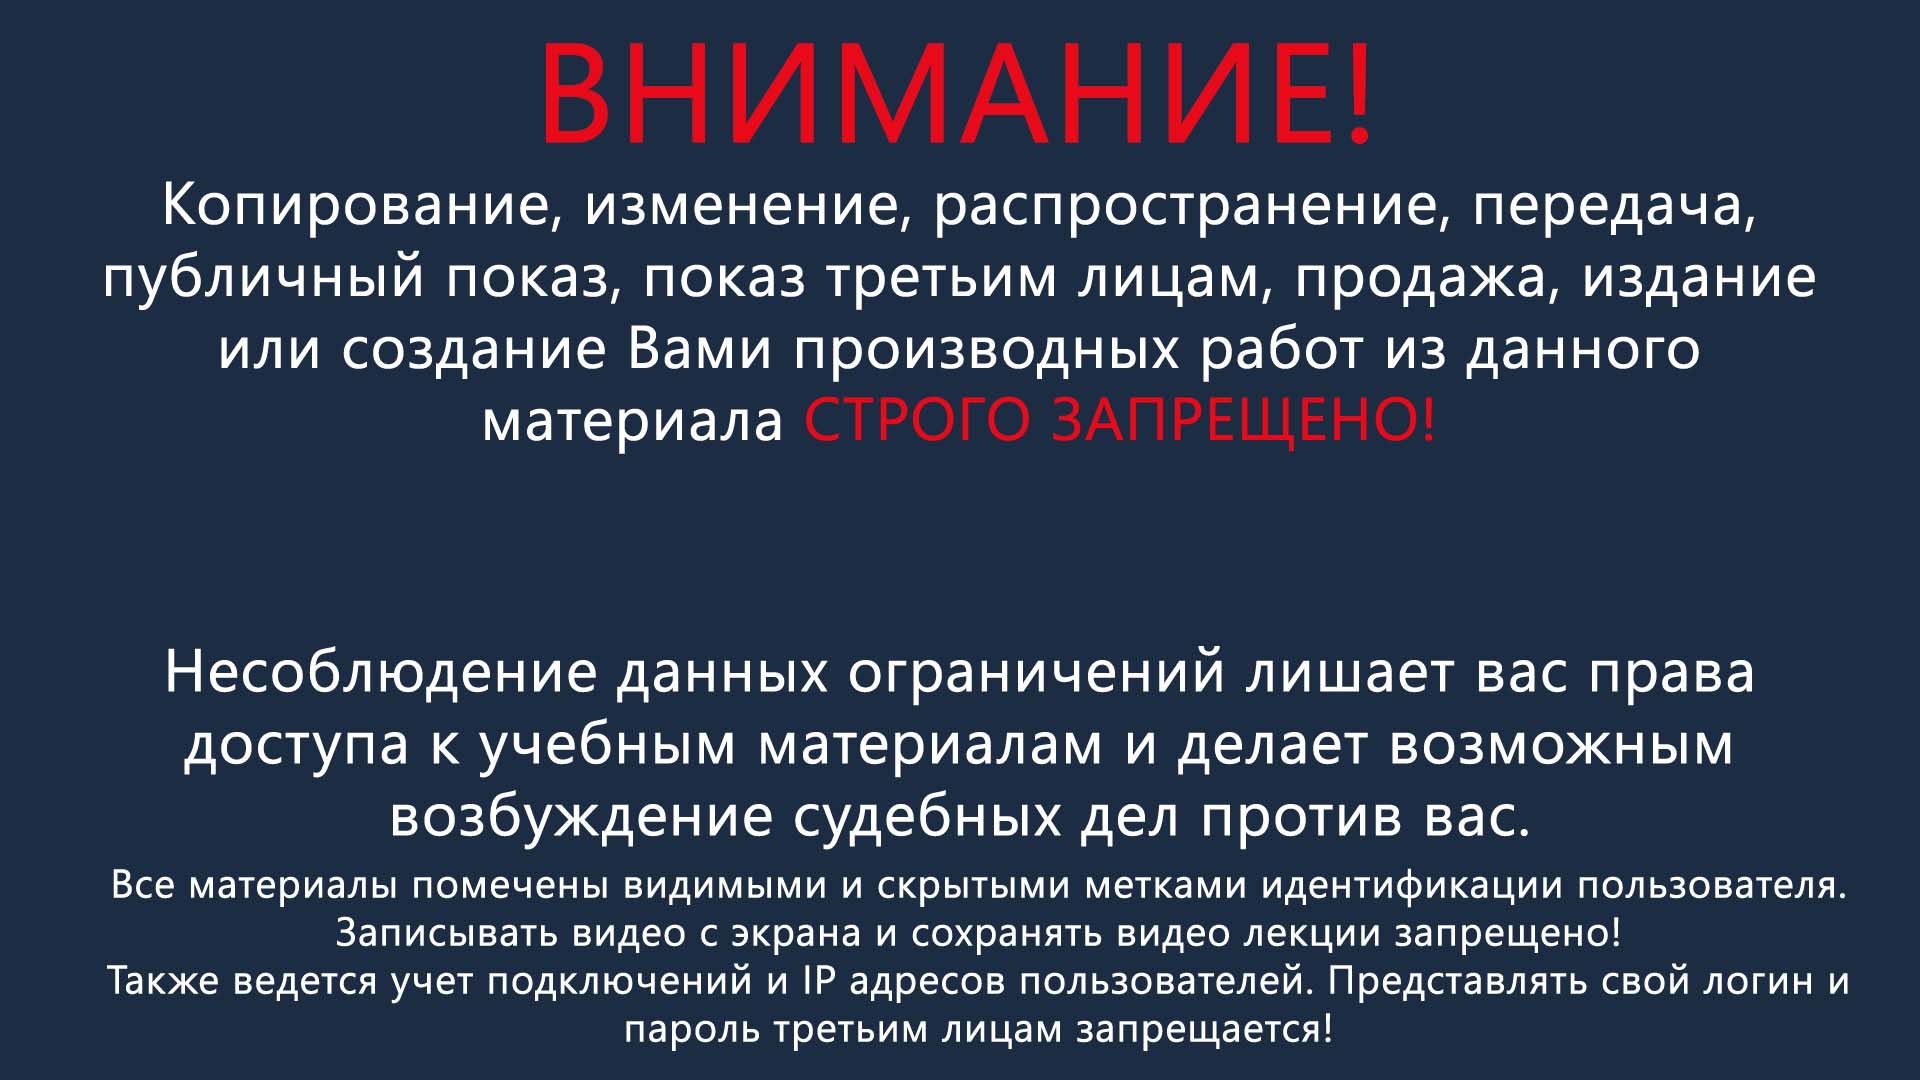 ВНИМАНИЕ!
Копирование, изменение, распространение, передача,
публичный показ, показ третьим лицам, продажа, издание
или создание Вами производных работ из данного
материала СТРОГО ЗАПРЕЩЕНО!
Несоблюдение данных ограничений лишает вас права
доступа к учебным материалам и делает возможным
возбуждение судебных дел против вас.
Все материалы помечены видимыми и скрытыми метками идентификации пользователя.
Записывать видео с экрана и сохранять видео лекции запрещено!
Также ведется учет подключений и IP адресов пользователей. Представлять свой логин и
пароль третьим лицам запрещается!